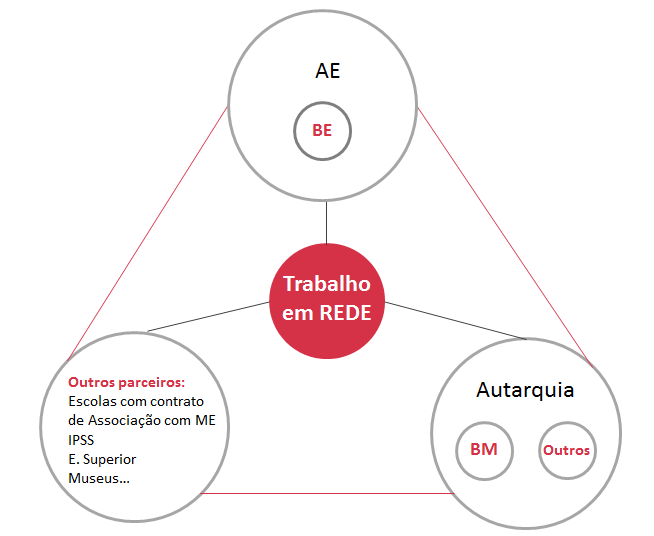 AE
BE
Trabalho
em REDE
Outros parceiros:
Escolas com contrato
de Associação com ME
IPSS
E. Superior
Museus...
Autarquia
BM
Outros